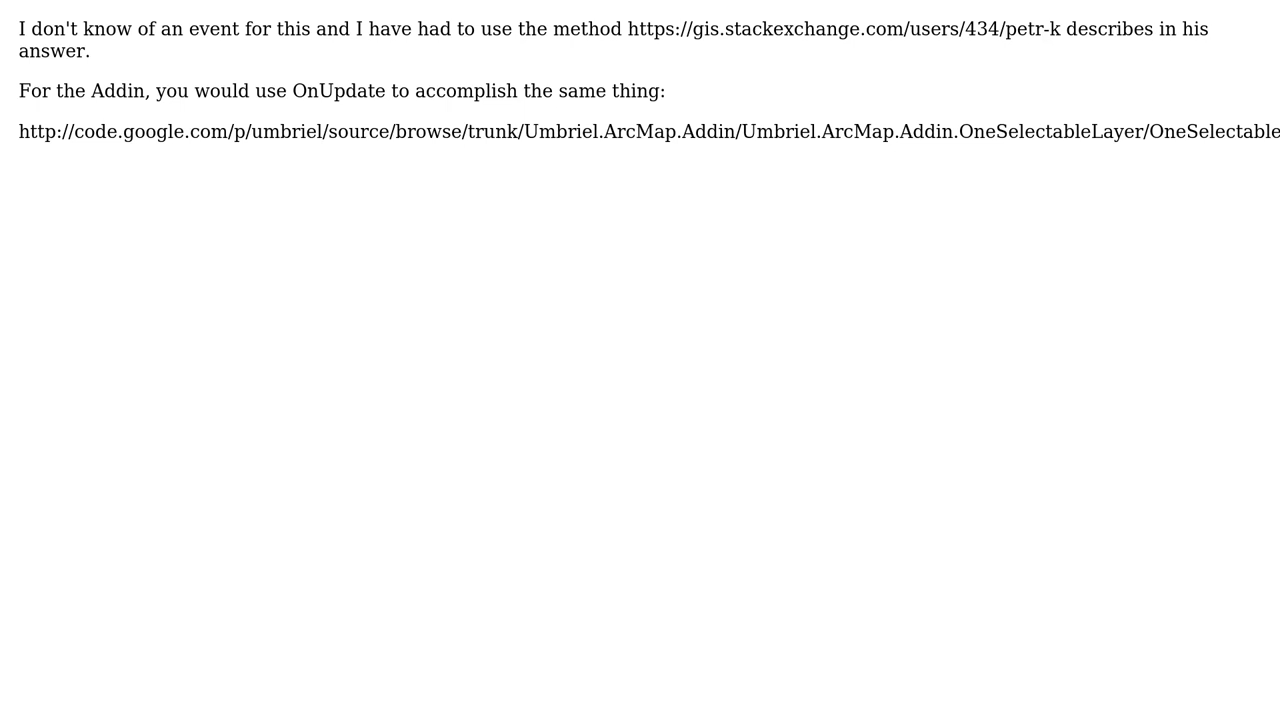 I don't know of an event for this and I have had to use the method https://gis.stackexchange.com/users/434/petr-k describes in his
answer.
For the Addin, you would use OnUpdate to accomplish the same thing:
http://code.google.com/p/umbriel/source/browse/trunk/Umbriel.ArcMap.Addin/Umbriel.ArcMap.Addin.OneSelectableLayer/OneSelectable